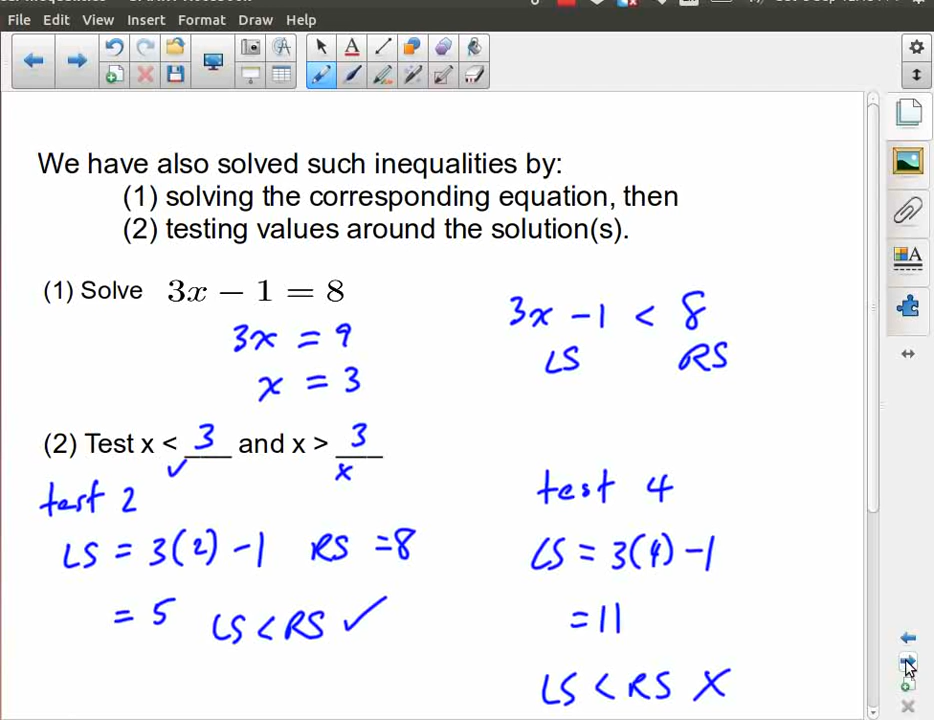 File Edit View Insert Format Draw Help
We have also solved such inequalities by:
(1) solving the corresponding equation, then
(2) testing values around the solution(s).
(1) Solve 3x − 1 = 8
3x = 9
x = 3
3x − 1 < 8
LS RS
(2) Test x < 3 and x > 3
✓ x
test 2
LS = 3(2) − 1 RS = 8
= 5 LS < RS ✓
test 4
LS = 3(4) − 1
= 11
LS < RS X